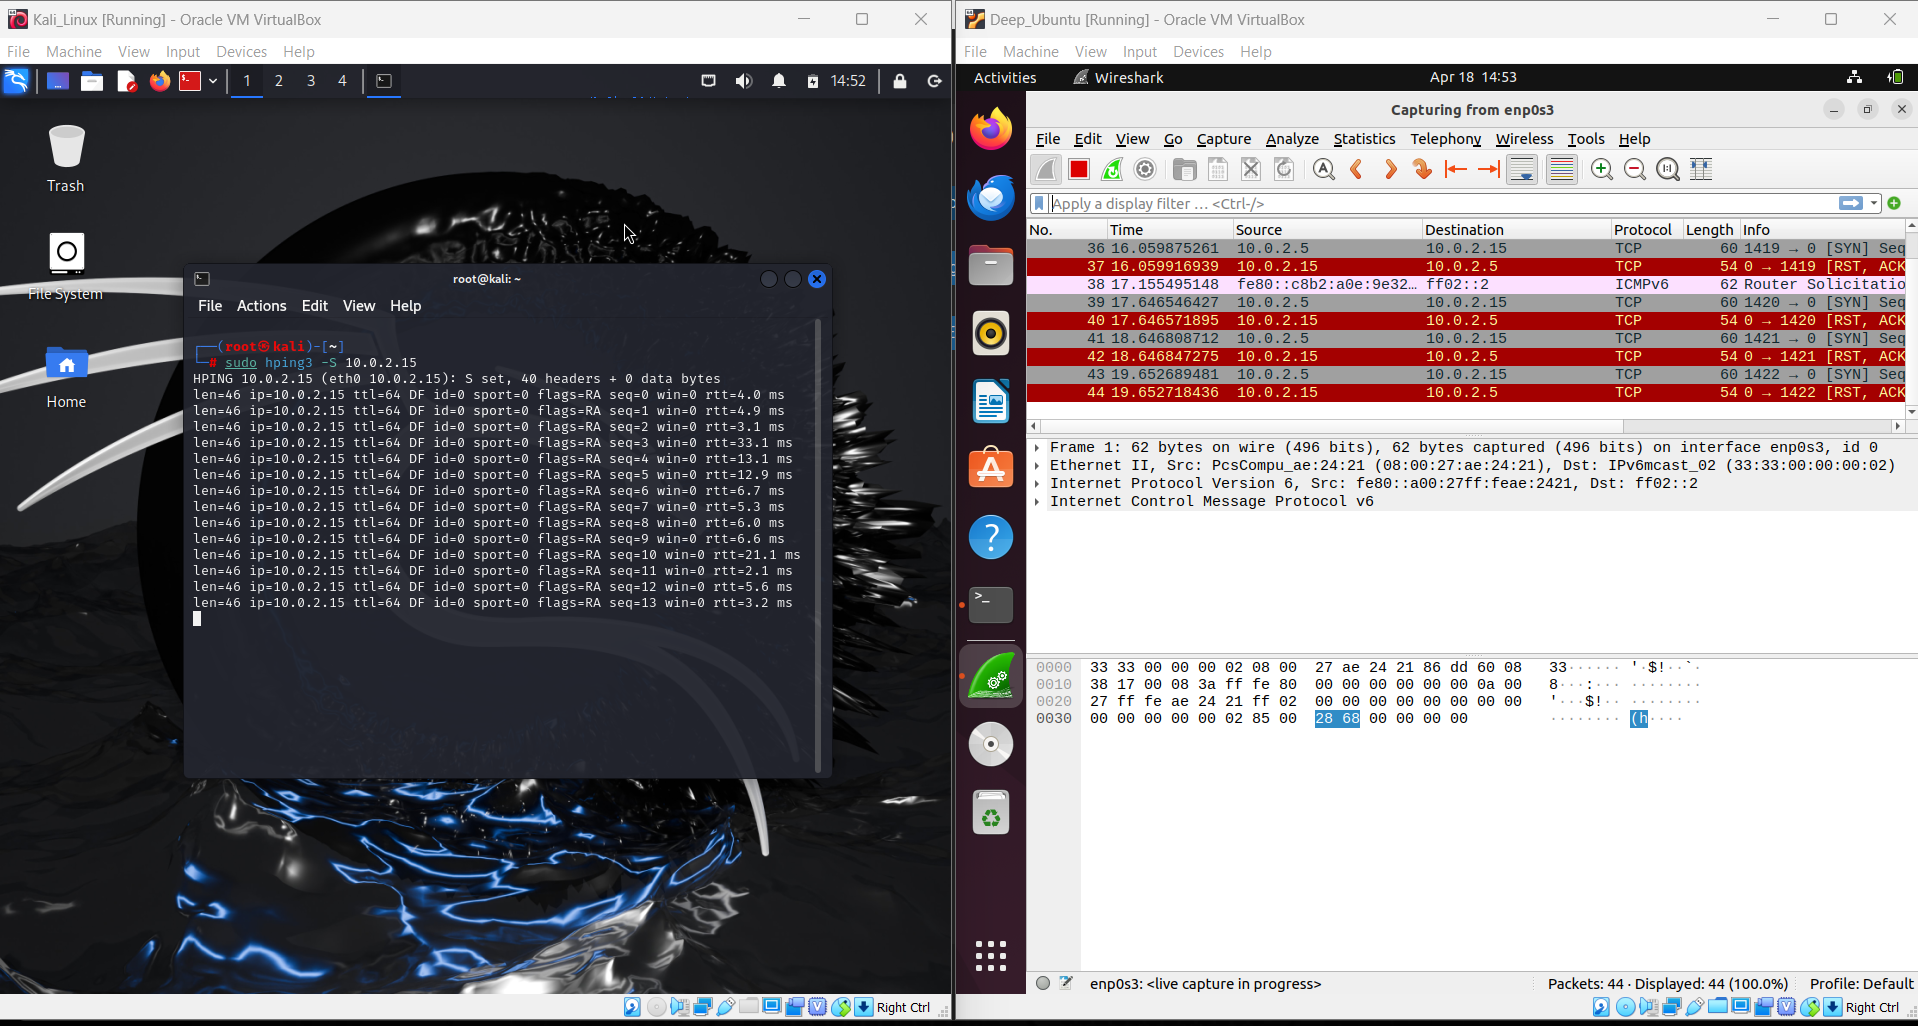 Kali_Linux [Running] - Oracle VM VirtualBox
File Machine View Input Devices Help
1 2 3 4 14:52
Trash
File System
Home
root@kali: ~
File Actions Edit View Help
┌──(root㉿kali)-[~]
└─# sudo hping3 -S 10.0.2.15
HPING 10.0.2.15 (eth0 10.0.2.15): S set, 40 headers + 0 data bytes
len=46 ip=10.0.2.15 ttl=64 DF id=0 sport=0 flags=RA seq=0 win=0 rtt=4.0 ms
len=46 ip=10.0.2.15 ttl=64 DF id=0 sport=0 flags=RA seq=1 win=0 rtt=4.9 ms
len=46 ip=10.0.2.15 ttl=64 DF id=0 sport=0 flags=RA seq=2 win=0 rtt=3.1 ms
len=46 ip=10.0.2.15 ttl=64 DF id=0 sport=0 flags=RA seq=3 win=0 rtt=33.1 ms
len=46 ip=10.0.2.15 ttl=64 DF id=0 sport=0 flags=RA seq=4 win=0 rtt=13.1 ms
len=46 ip=10.0.2.15 ttl=64 DF id=0 sport=0 flags=RA seq=5 win=0 rtt=12.9 ms
len=46 ip=10.0.2.15 ttl=64 DF id=0 sport=0 flags=RA seq=6 win=0 rtt=6.7 ms
len=46 ip=10.0.2.15 ttl=64 DF id=0 sport=0 flags=RA seq=7 win=0 rtt=5.3 ms
len=46 ip=10.0.2.15 ttl=64 DF id=0 sport=0 flags=RA seq=8 win=0 rtt=6.0 ms
len=46 ip=10.0.2.15 ttl=64 DF id=0 sport=0 flags=RA seq=9 win=0 rtt=6.6 ms
len=46 ip=10.0.2.15 ttl=64 DF id=0 sport=0 flags=RA seq=10 win=0 rtt=21.1 ms
len=46 ip=10.0.2.15 ttl=64 DF id=0 sport=0 flags=RA seq=11 win=0 rtt=2.1 ms
len=46 ip=10.0.2.15 ttl=64 DF id=0 sport=0 flags=RA seq=12 win=0 rtt=5.6 ms
len=46 ip=10.0.2.15 ttl=64 DF id=0 sport=0 flags=RA seq=13 win=0 rtt=3.2 ms
Right Ctrl
Deep_Ubuntu [Running] - Oracle VM VirtualBox
File Machine View Input Devices Help
Activities Wireshark Apr 18 14:53
Capturing from enp0s3
File Edit View Go Capture Analyze Statistics Telephony Wireless Tools Help
Apply a display filter … <Ctrl-/>
No. Time Source Destination Protocol Length Info
36 16.059875261 10.0.2.5 10.0.2.15 TCP 60 1419 → 0 [SYN] Seq
37 16.059916939 10.0.2.15 10.0.2.5 TCP 54 0 → 1419 [RST, ACK
38 17.155495148 fe80::c8b2:a0e:9e32… ff02::2 ICMPv6 62 Router Solicitatio
39 17.646546427 10.0.2.5 10.0.2.15 TCP 60 1420 → 0 [SYN] Seq
40 17.646571895 10.0.2.15 10.0.2.5 TCP 54 0 → 1420 [RST, ACK
41 18.646808712 10.0.2.5 10.0.2.15 TCP 60 1421 → 0 [SYN] Seq
42 18.646847275 10.0.2.15 10.0.2.5 TCP 54 0 → 1421 [RST, ACK
43 19.652689481 10.0.2.5 10.0.2.15 TCP 60 1422 → 0 [SYN] Seq
44 19.652718436 10.0.2.15 10.0.2.5 TCP 54 0 → 1422 [RST, ACK
Frame 1: 62 bytes on wire (496 bits), 62 bytes captured (496 bits) on interface enp0s3, id 0
Ethernet II, Src: PcsCompu_ae:24:21 (08:00:27:ae:24:21), Dst: IPv6mcast_02 (33:33:00:00:00:02)
Internet Protocol Version 6, Src: fe80::a00:27ff:feae:2421, Dst: ff02::2
Internet Control Message Protocol v6
0000 33 33 00 00 00 02 08 00 27 ae 24 21 86 dd 60 08 33······ '·$!··`·
0010 38 17 00 08 3a ff fe 80 00 00 00 00 00 00 0a 00 8···:··· ········
0020 27 ff fe ae 24 21 ff 02 00 00 00 00 00 00 00 00 '···$!·· ········
0030 00 00 00 00 00 02 85 00 28 68 00 00 00 00 ········ (h····
enp0s3: <live capture in progress> Packets: 44 · Displayed: 44 (100.0%) Profile: Default
Right Ctrl